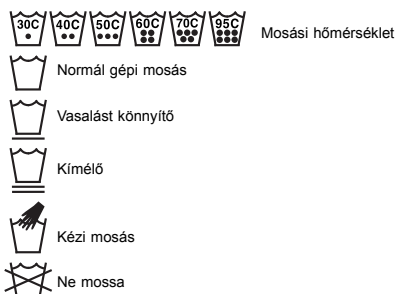 30C 40C 50C 60C 70C 95C Mosási hőmérséklet
Normál gépi mosás
Vasalást könnyítő
Kímélő
Kézi mosás
Ne mossa